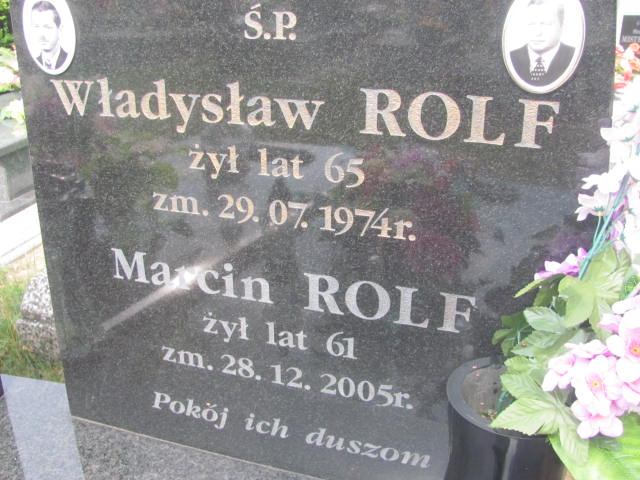 Ś.P.
Władysław ROLF
żył lat 65
zm. 29. 07. 1974r.
Marcin ROLF
żył lat 61
zm. 28. 12. 2005r.
Pokój ich duszom